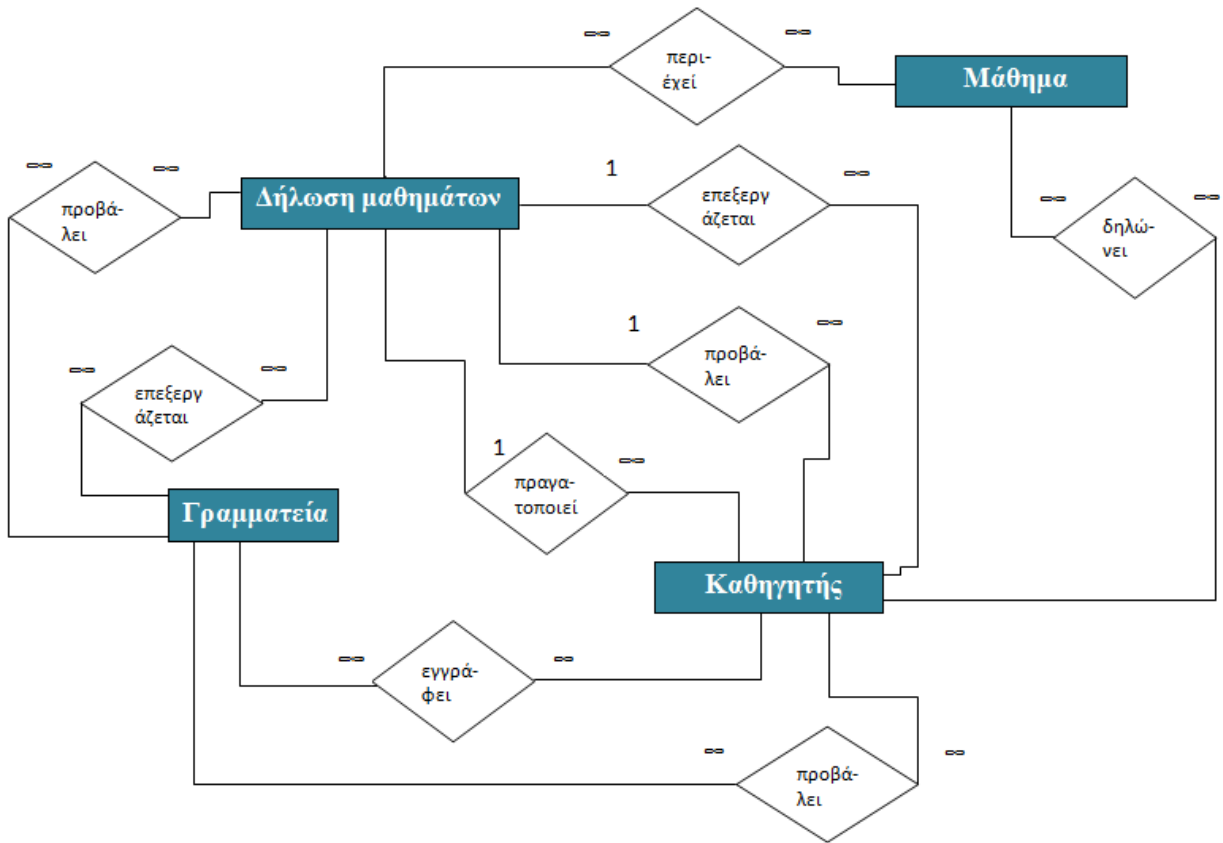 ∞
∞
περι-
έχεί
Μάθημα
∞
∞
προβά-
λει
Δήλωση μαθημάτων
1
∞
επεξεργ
άζεται
∞
∞
δηλώ-
νει
1
∞
προβά-
λει
∞
∞
επεξεργ
άζεται
1
∞
πραγα-
τοποιεί
Γραμματεία
Καθηγητής
∞
∞
εγγρά-
φει
∞
∞
προβά-
λει